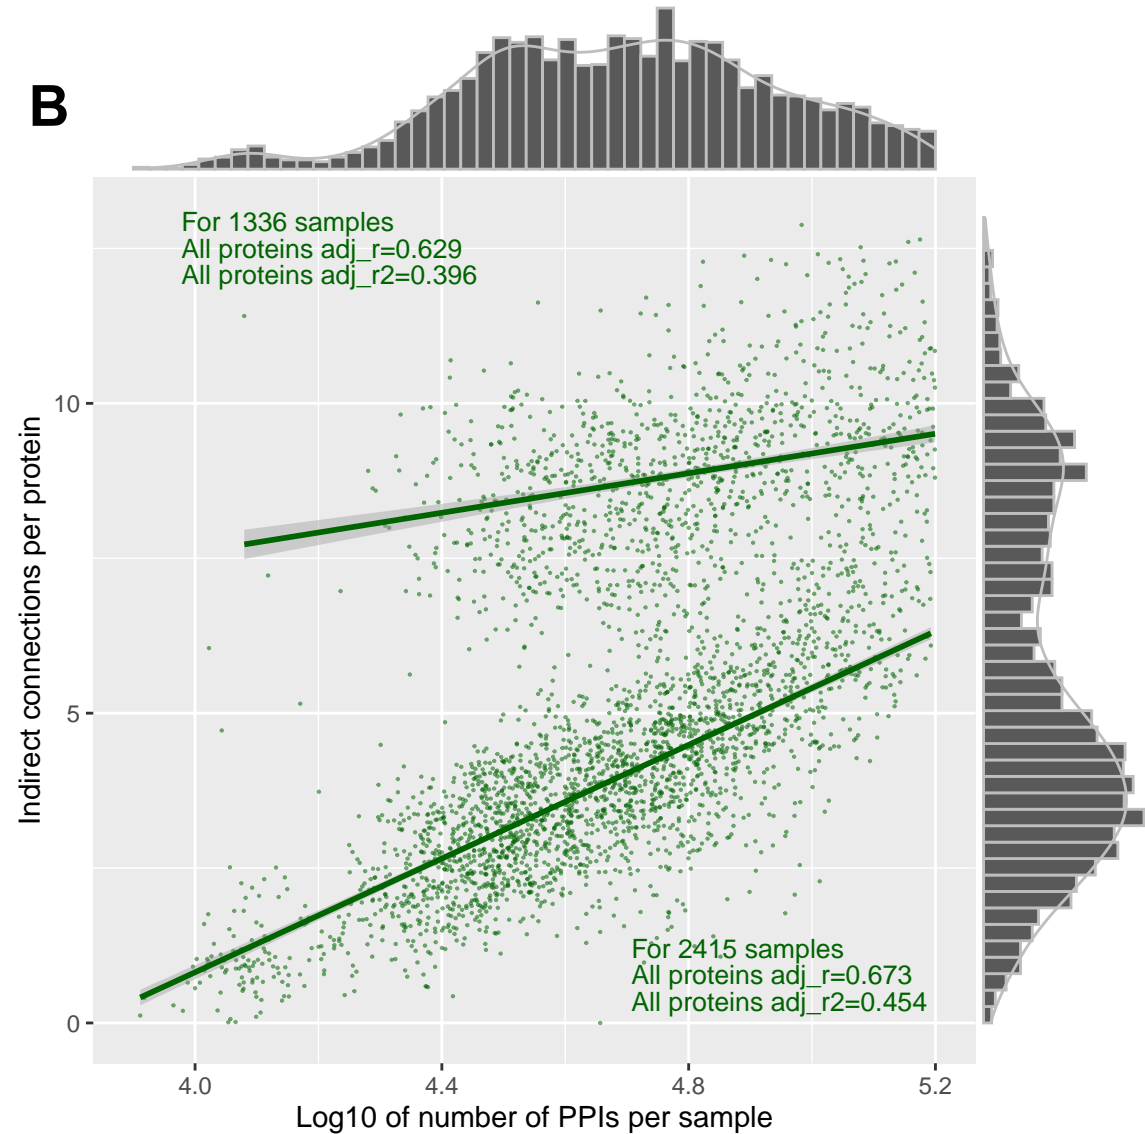 B
For 1336 samples
All proteins adj_r=0.629
All proteins adj_r2=0.396
10
5
0
Indirect connections per protein
For 2415 samples
All proteins adj_r=0.673
All proteins adj_r2=0.454
4.0 4.4 4.8 5.2
Log10 of number of PPIs per sample